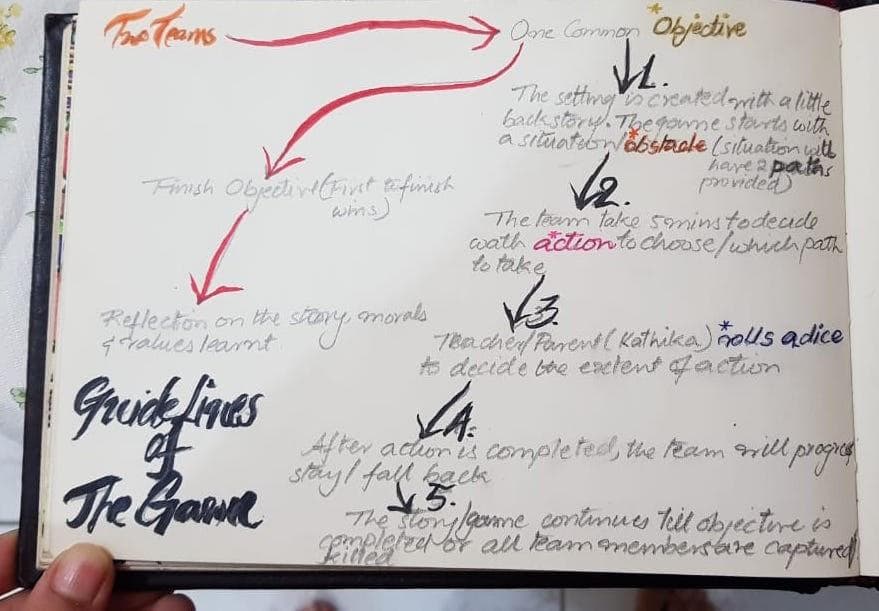 Two Teams
One Common *Objective
1.
The setting is created with a little
backstory. The game starts with
a situation/*obstacle (situation will
have 2 paths
provided)
2.
The team take 5 mins to decide
wath *action to choose/which path
to take
3.
Teacher/Parent (Kathika) *rolls a dice
to decide the extent of action
4.
After action is completed, the team will progress
stay/ fall back
5.
The story/game continues till objective is
completed or all team members are captured/
killed
Finish Objective (First to finish
wins)
Reflection on the story, morals
& values learnt
Guidelines
of
The Game